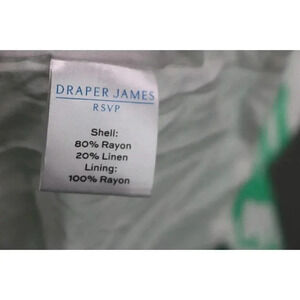 DRAPER JAMES
RSVP
Shell:
80% Rayon
20% Linen
Lining:
100% Rayon